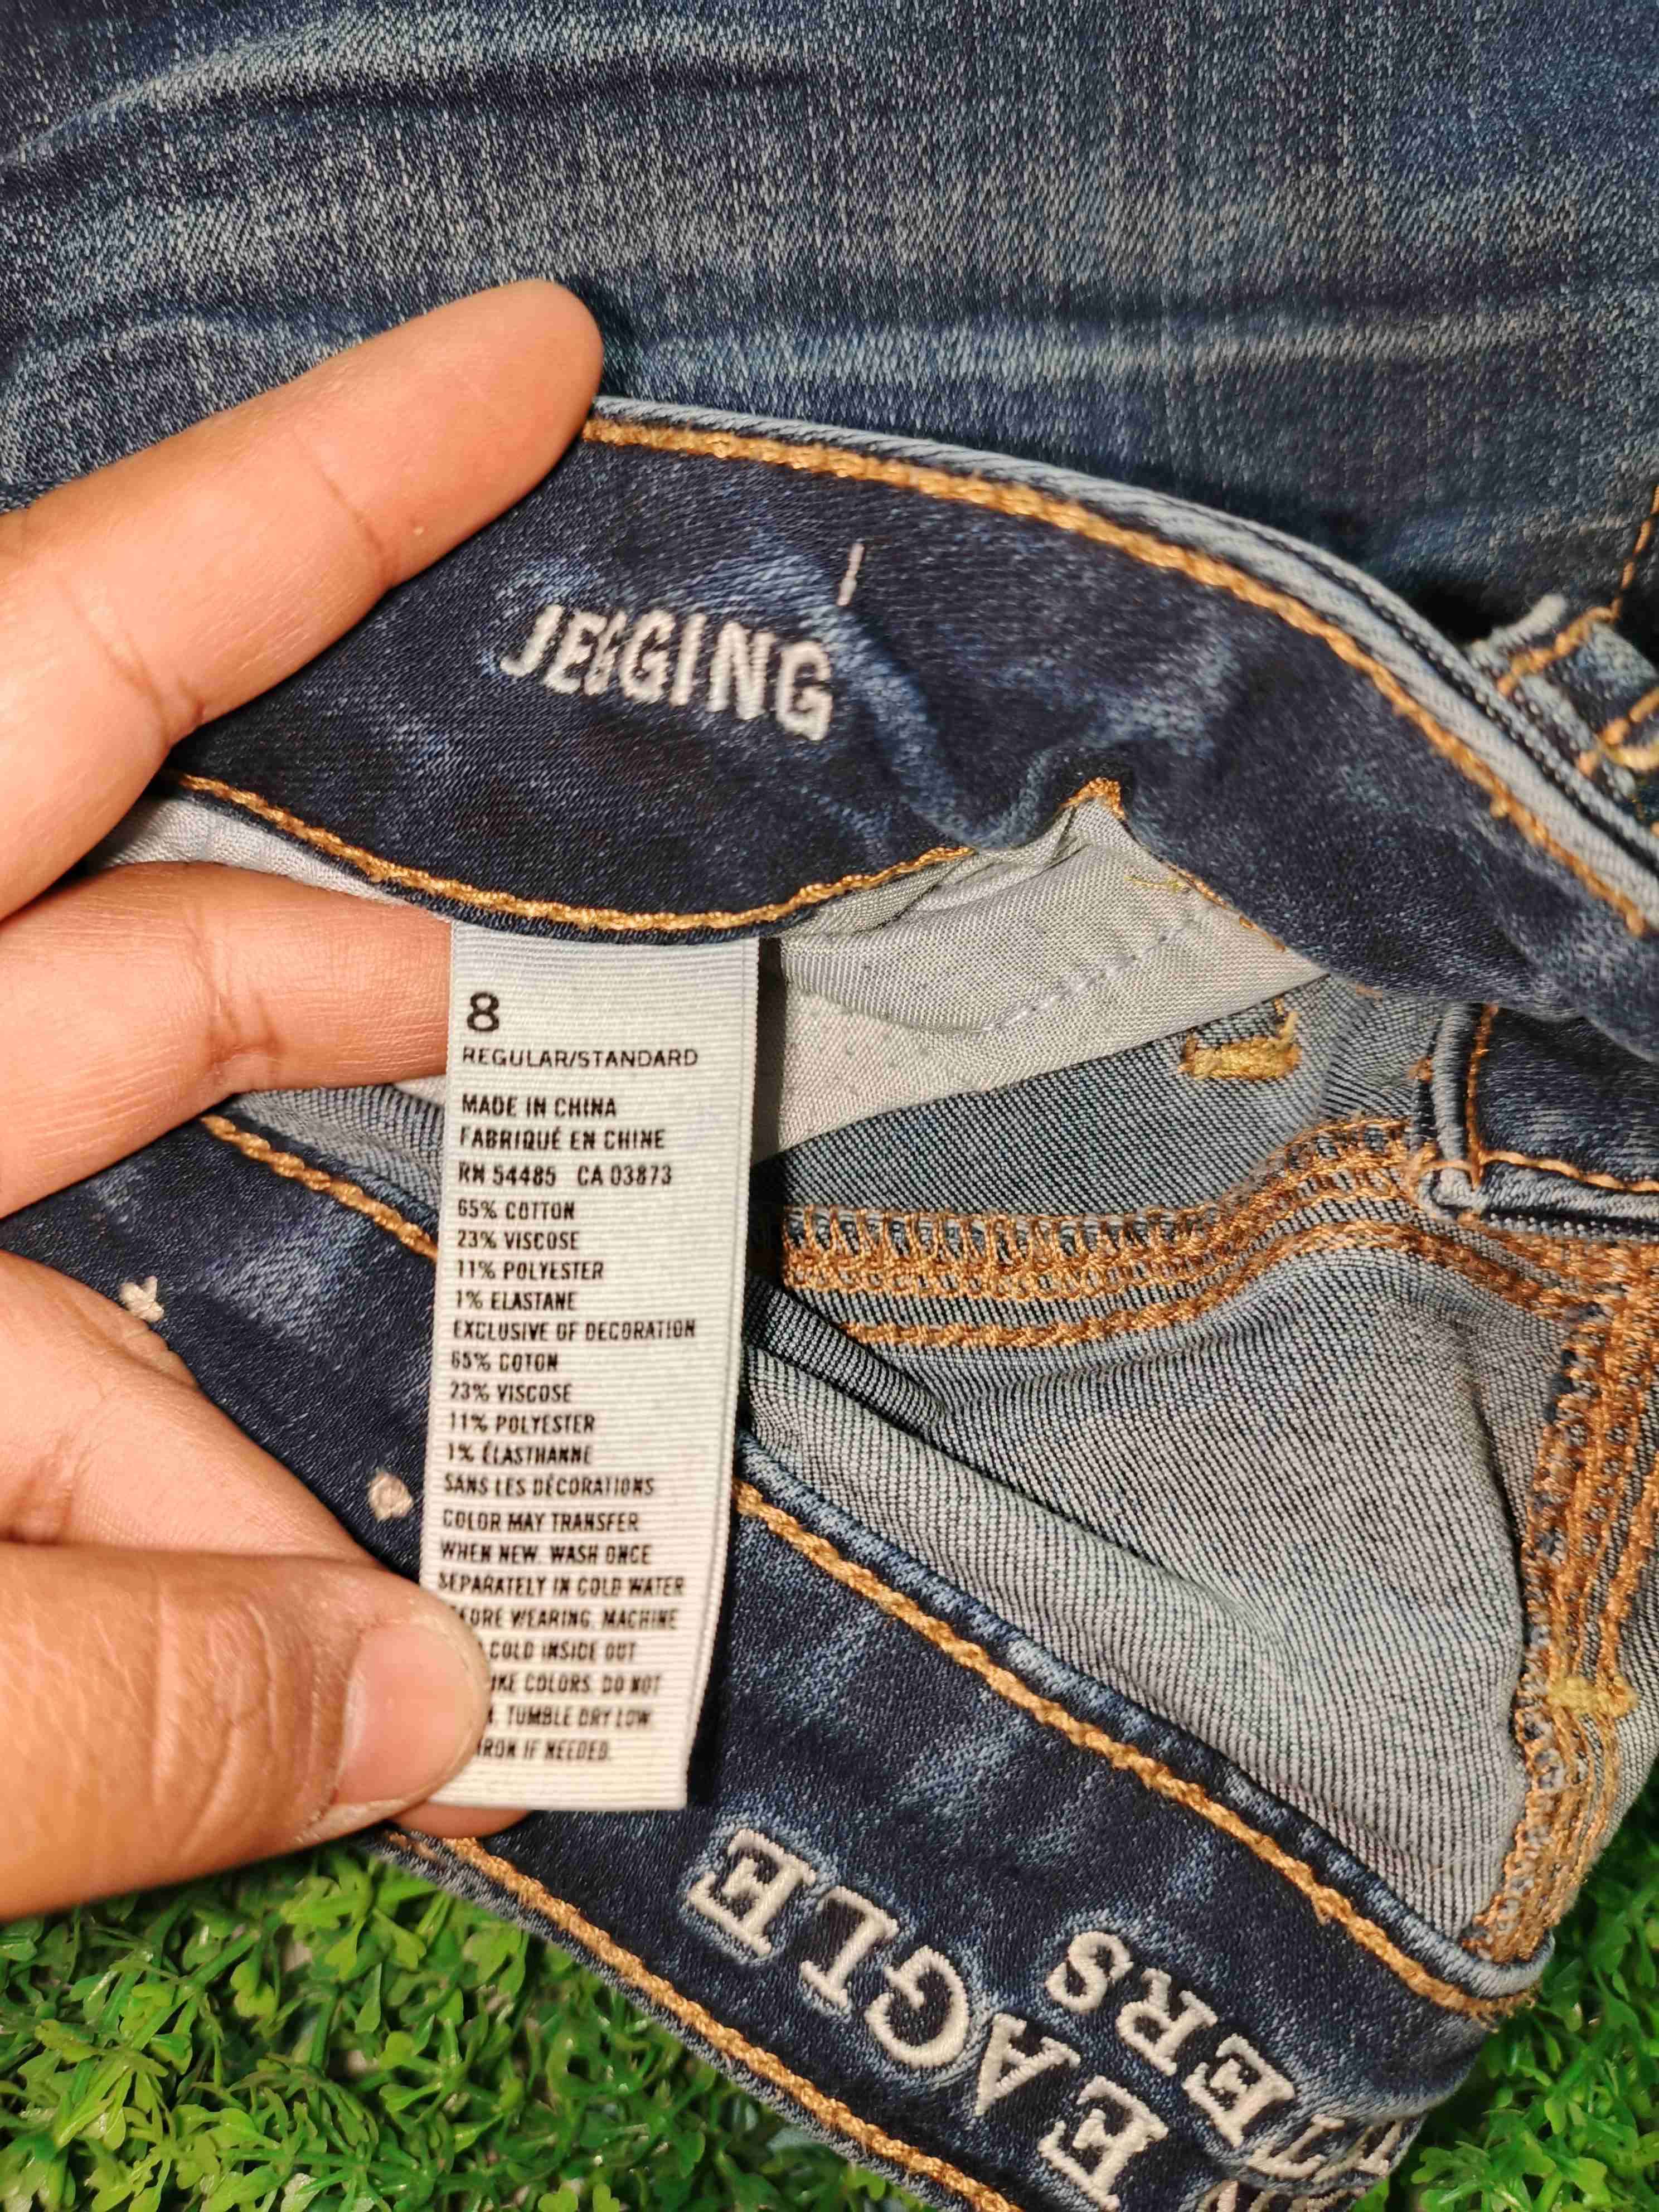 JEGGING
8
REGULAR/STANDARD
MADE IN CHINA
FABRIQUÉ EN CHINE
RN 54485 CA 03873
65% COTTON
23% VISCOSE
11% POLYESTER
1% ELASTANE
EXCLUSIVE OF DECORATION
65% COTON
23% VISCOSE
11% POLYESTER
1% ÉLASTHANNE
SANS LES DÉCORATIONS
COLOR MAY TRANSFER
WHEN NEW. WASH ONCE
SEPARATELY IN COLD WATER
WEARING. MACHINE
COLD INSIDE OUT
COLORS. DO NOT
TUMBLE DRY LOW.
IRON IF NEEDED.
EAGLE